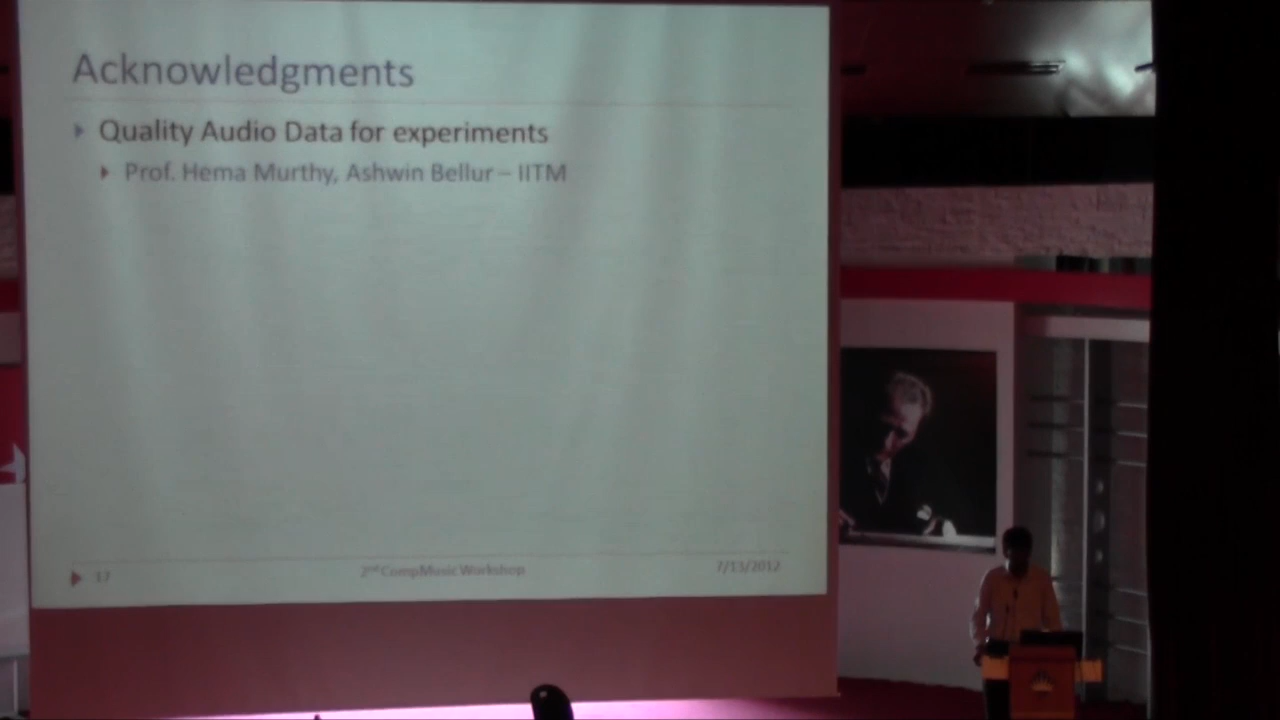 Acknowledgments
Quality Audio Data for experiments
Prof. Hema Murthy, Ashwin Bellur – IITM
17
2nd CompMusic Workshop
7/13/2012